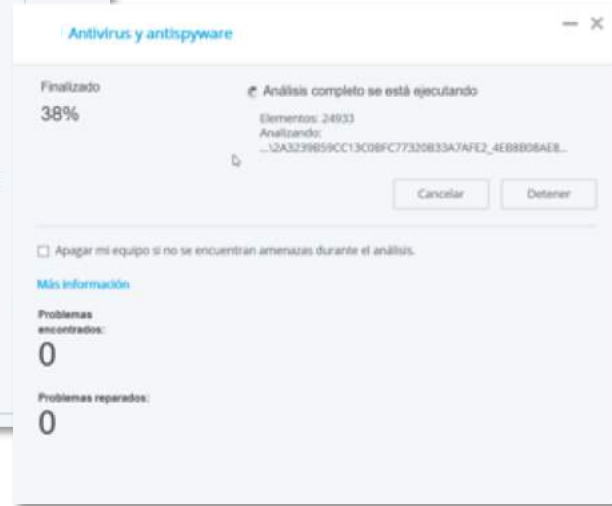 Antivirus y antispyware
Finalizado
38%
Análisis completo se está ejecutando
Elementos: 24933
Analizando:
...\2A3239B59CC13C0BFC77320B33A7AFE2_4EB8B08AE8...
Cancelar
Detener
Apagar mi equipo si no se encuentran amenazas durante el análisis.
Más información
Problemas
encontrados:
0
Problemas reparados:
0